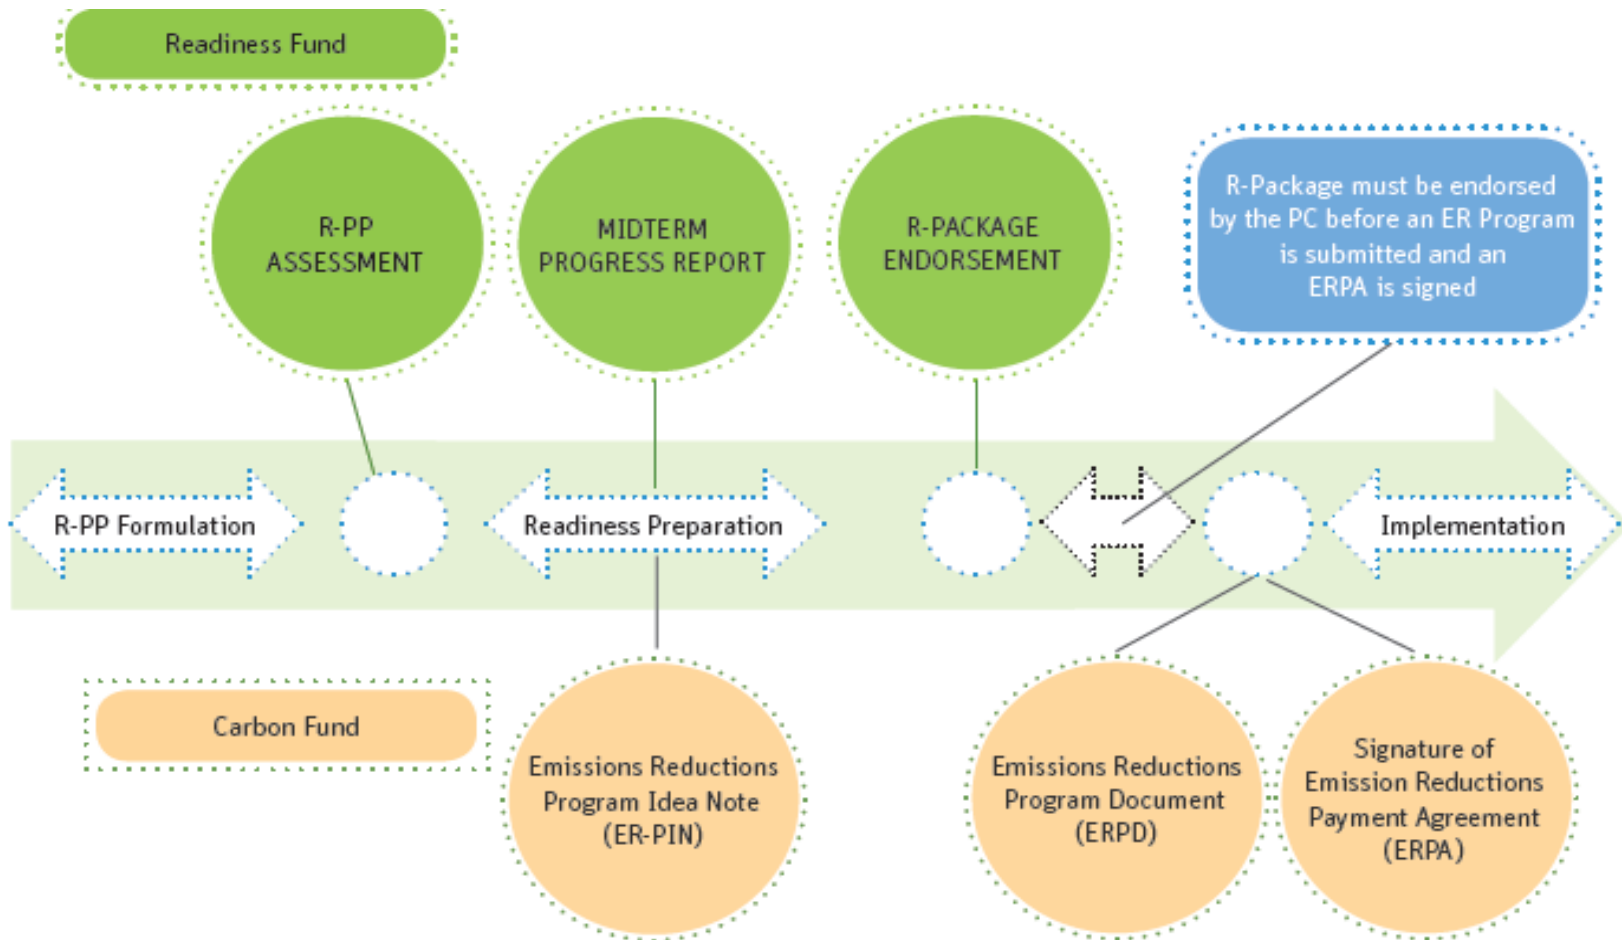 Readiness Fund
R-PP
ASSESSMENT
MIDTERM
PROGRESS REPORT
R-PACKAGE
ENDORSEMENT
R-Package must be endorsed
by the PC before an ER Program
is submitted and an
ERPA is signed
R-PP Formulation
Readiness Preparation
Implementation
Carbon Fund
Emissions Reductions
Program Idea Note
(ER-PIN)
Emissions Reductions
Program Document
(ERPD)
Signature of
Emission Reductions
Payment Agreement
(ERPA)